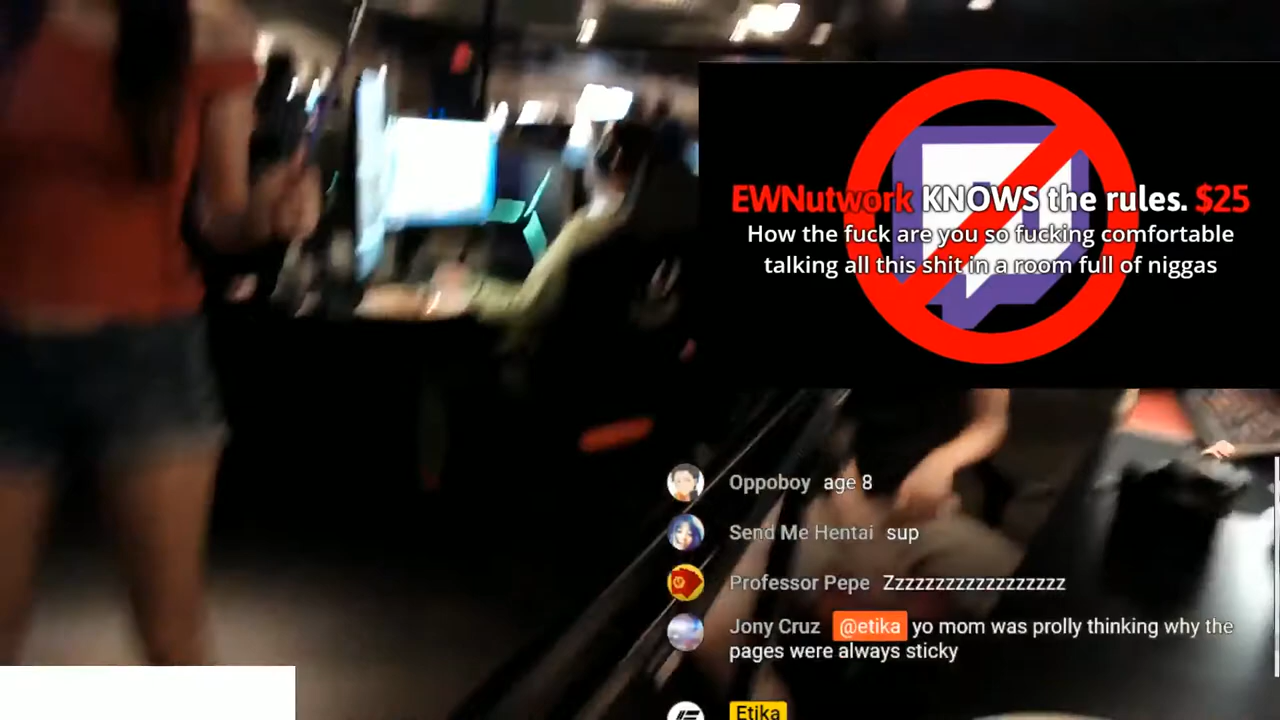 EWNutwork KNOWS the rules. $25
How the fuck are you so fucking comfortable
talking all this shit in a room full of niggas
Oppoboy age 8
Send Me Hentai sup
Professor Pepe Zzzzzzzzzzzzzzzzzz
Jony Cruz @etika yo mom was prolly thinking why the
pages were always sticky
Etika